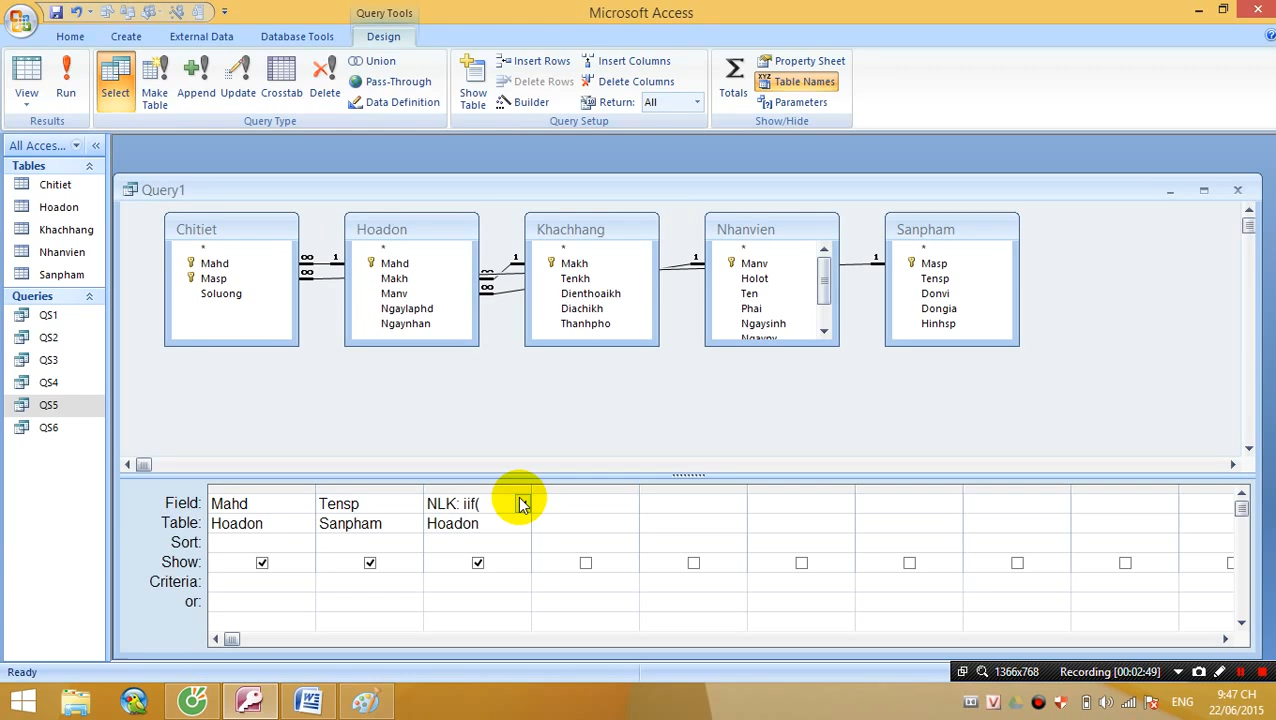 Query Tools
Microsoft Access
Home
Create
External Data
Database Tools
Design
View
Run
Results
Select
Make Table
Append
Update
Crosstab
Delete
Union
Pass-Through
Data Definition
Query Type
Show Table
Insert Rows
Delete Rows
Builder
Insert Columns
Delete Columns
Return: All
Query Setup
Totals
Property Sheet
Table Names
Parameters
Show/Hide
All Acces...
Tables
Chitiet
Hoadon
Khachhang
Nhanvien
Sanpham
Queries
QS1
QS2
QS3
QS4
QS5
QS6
Query1
Chitiet
*
Mahd
Masp
Soluong
Hoadon
*
Mahd
Makh
Manv
Ngaylaphd
Ngaynhan
Khachhang
*
Makh
Tenkh
Dienthoaikh
Diachikh
Thanhpho
Nhanvien
*
Manv
Holot
Ten
Phai
Ngaysinh
Sanpham
*
Masp
Tensp
Donvi
Dongia
Hinhsp
∞ 1
∞
∞ 1
∞
1
1
Field: Mahd Tensp NLK: iif(
Table: Hoadon Sanpham Hoadon
Sort:
Show:
Criteria:
or:
Ready
1366x768
Recording [00:02:49]
CH
9:47 CH
22/06/2015